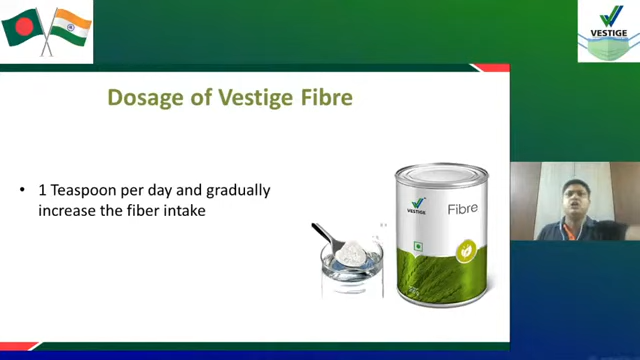 VESTIGE
Dosage of Vestige Fibre
• 1 Teaspoon per day and gradually
increase the fiber intake
VESTIGE
Fibre